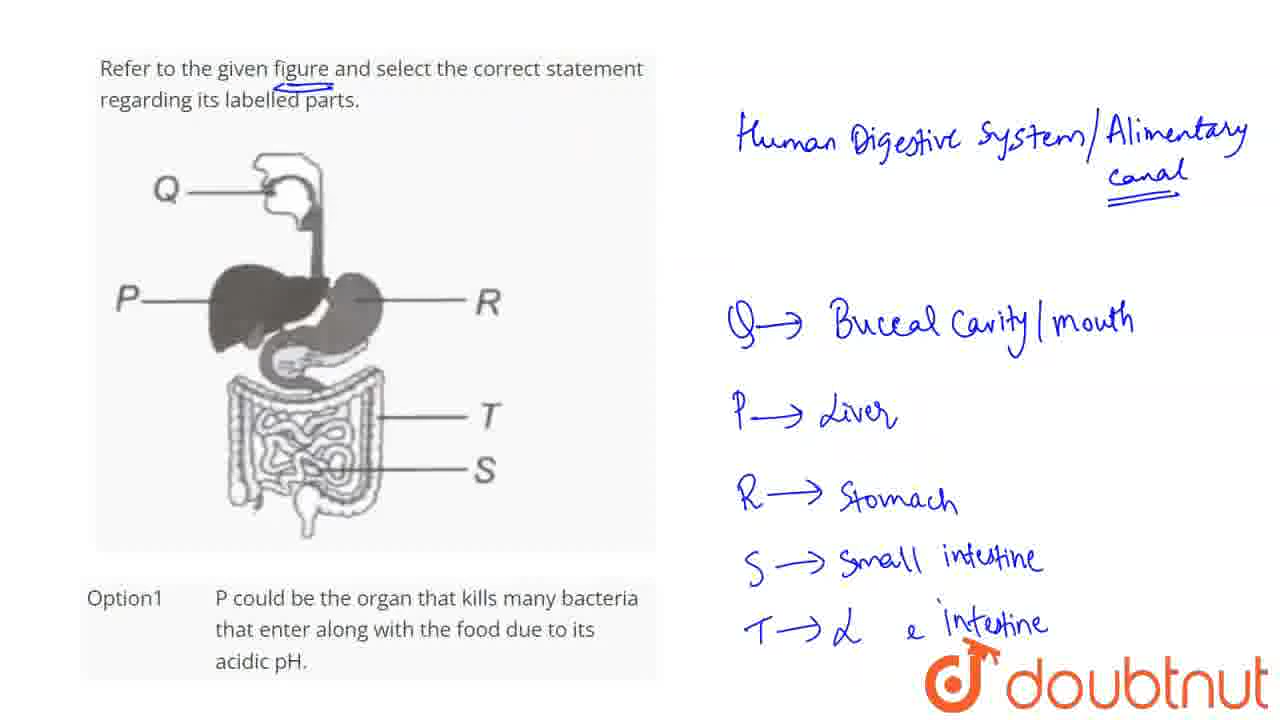 Refer to the given figure and select the correct statement
regarding its labelled parts.
Human Digestive System/Alimentary
canal
Q
P
R
T
S
Q → Buccal Cavity/mouth
P → Liver
R → Stomach
S → Small intestine
T → L e intestine
Option1 P could be the organ that kills many bacteria
that enter along with the food due to its
acidic pH.
doubtnut